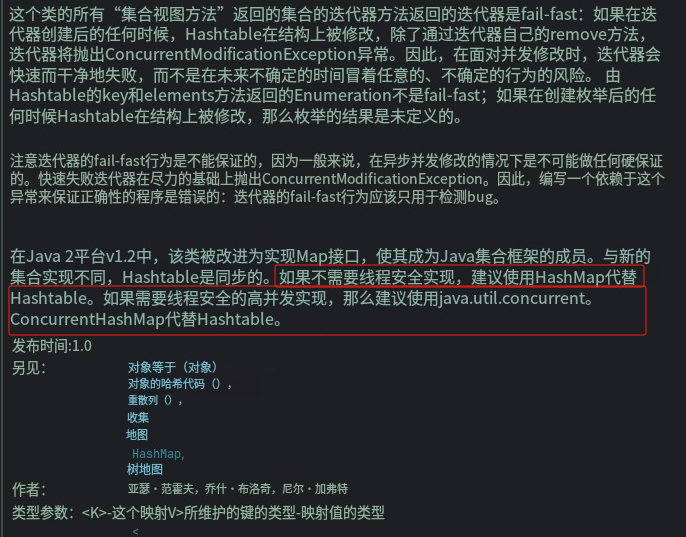 这个类的所有“集合视图方法”返回的集合的迭代器方法返回的迭代器是fail-fast：如果在迭
代器创建后的任何时候，Hashtable在结构上被修改，除了通过迭代器自己的remove方法，
迭代器将抛出ConcurrentModificationException异常。因此，在面对并发修改时，迭代器会
快速而干净地失败，而不是在未来不确定的时间冒着任意的、不确定的行为的风险。 由
Hashtable的key和elements方法返回的Enumeration不是fail-fast；如果在创建枚举后的任
何时候Hashtable在结构上被修改，那么枚举的结果是未定义的。
注意迭代器的fail-fast行为是不能保证的，因为一般来说，在异步并发修改的情况下是不可能做任何硬保证
的。快速失败迭代器在尽力的基础上抛出ConcurrentModificationException。因此，编写一个依赖于这个
异常来保证正确性的程序是错误的：迭代器的fail-fast行为应该只用于检测bug。
在Java 2平台v1.2中，该类被改进为实现Map接口，使其成为Java集合框架的成员。与新的
集合实现不同，Hashtable是同步的。如果不需要线程安全实现，建议使用HashMap代替
Hashtable。如果需要线程安全的高并发实现，那么建议使用java.util.concurrent。
ConcurrentHashMap代替Hashtable。
发布时间:1.0
另见：
对象等于（对象）
对象的哈希代码（），
重散列（），
收集
地图
HashMap,
树地图
作者： 亚瑟·范霍夫，乔什·布洛奇，尼尔·加弗特
类型参数：<K>-这个映射V>所维护的键的类型-映射值的类型
<